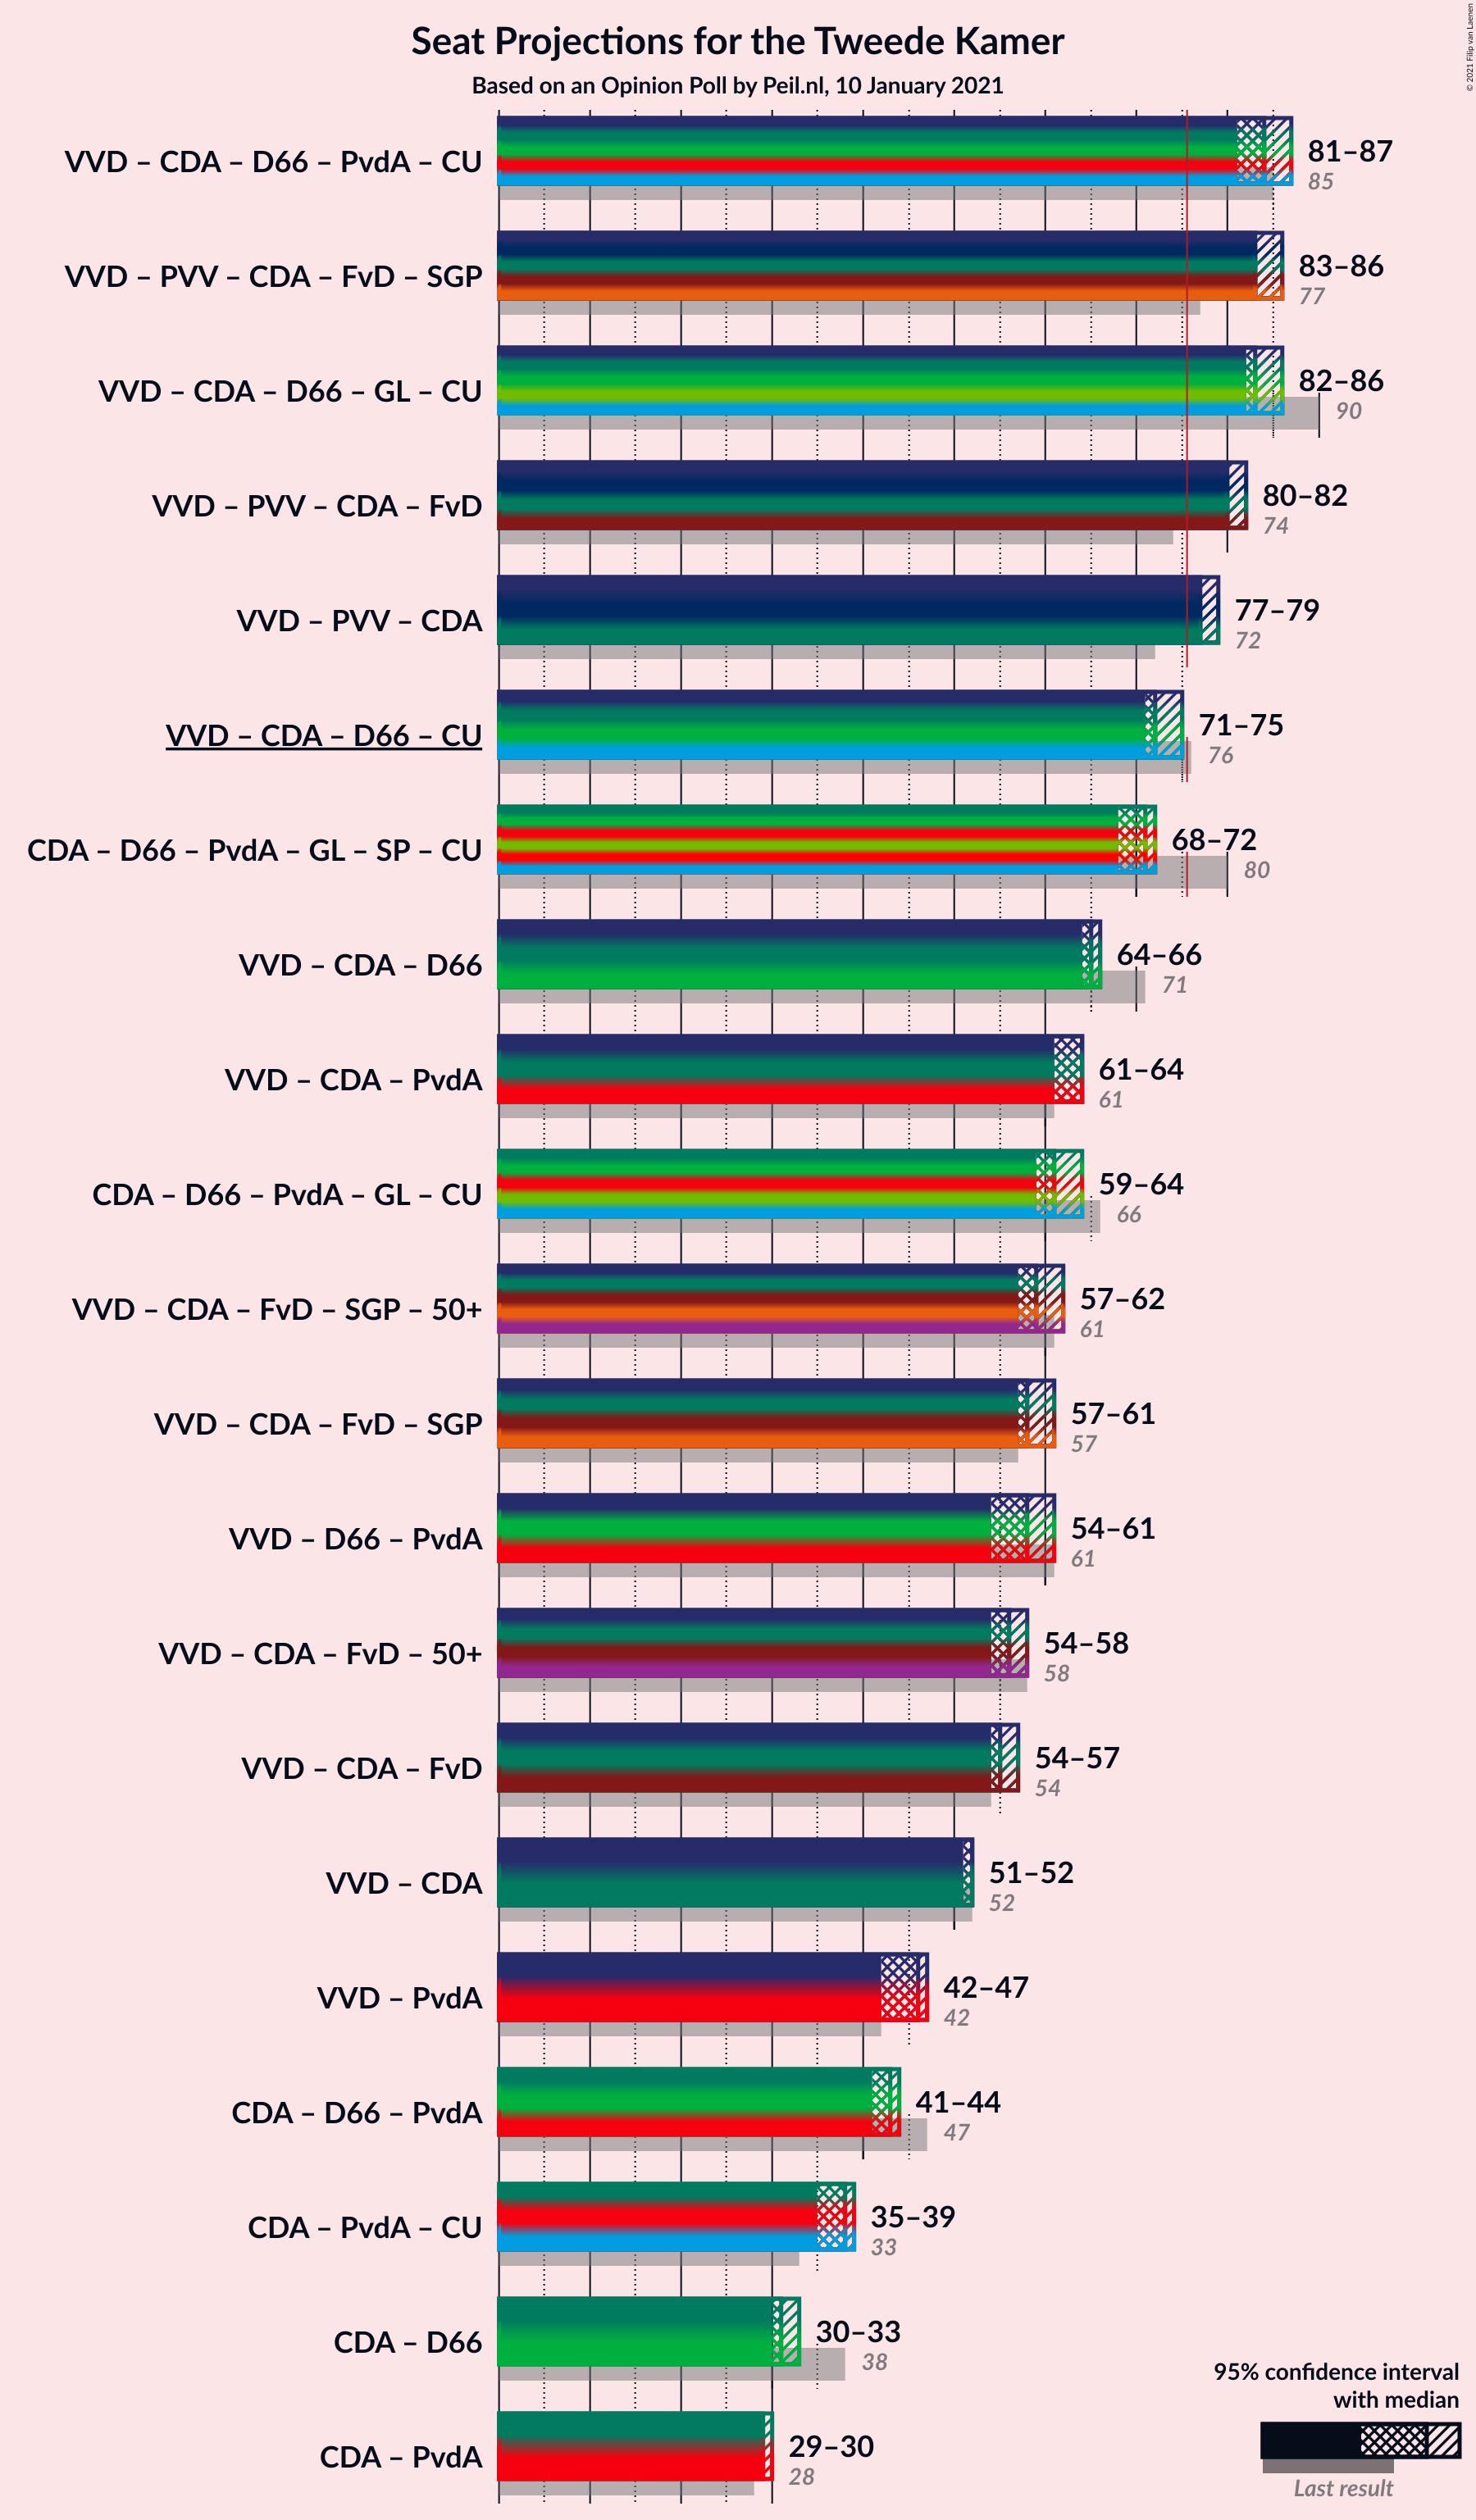 Seat Projections for the Tweede Kamer
Based on an Opinion Poll by Peil.nl, 10 January 2021
© 2021 Filip van Laenen
VVD – CDA – D66 – PvdA – CU
81–87
85
VVD – PVV – CDA – FvD – SGP
83–86
77
VVD – CDA – D66 – GL – CU
82–86
90
VVD – PVV – CDA – FvD
80–82
74
VVD – PVV – CDA
77–79
72
VVD – CDA – D66 – CU
71–75
76
CDA – D66 – PvdA – GL – SP – CU
68–72
80
VVD – CDA – D66
64–66
71
VVD – CDA – PvdA
61–64
61
CDA – D66 – PvdA – GL – CU
59–64
66
VVD – CDA – FvD – SGP – 50+
57–62
61
VVD – CDA – FvD – SGP
57–61
57
VVD – D66 – PvdA
54–61
61
VVD – CDA – FvD – 50+
54–58
58
VVD – CDA – FvD
54–57
54
VVD – CDA
51–52
52
VVD – PvdA
42–47
42
CDA – D66 – PvdA
41–44
47
CDA – PvdA – CU
35–39
33
CDA – D66
30–33
38
CDA – PvdA
29–30
28
95% confidence interval
with median
Last result